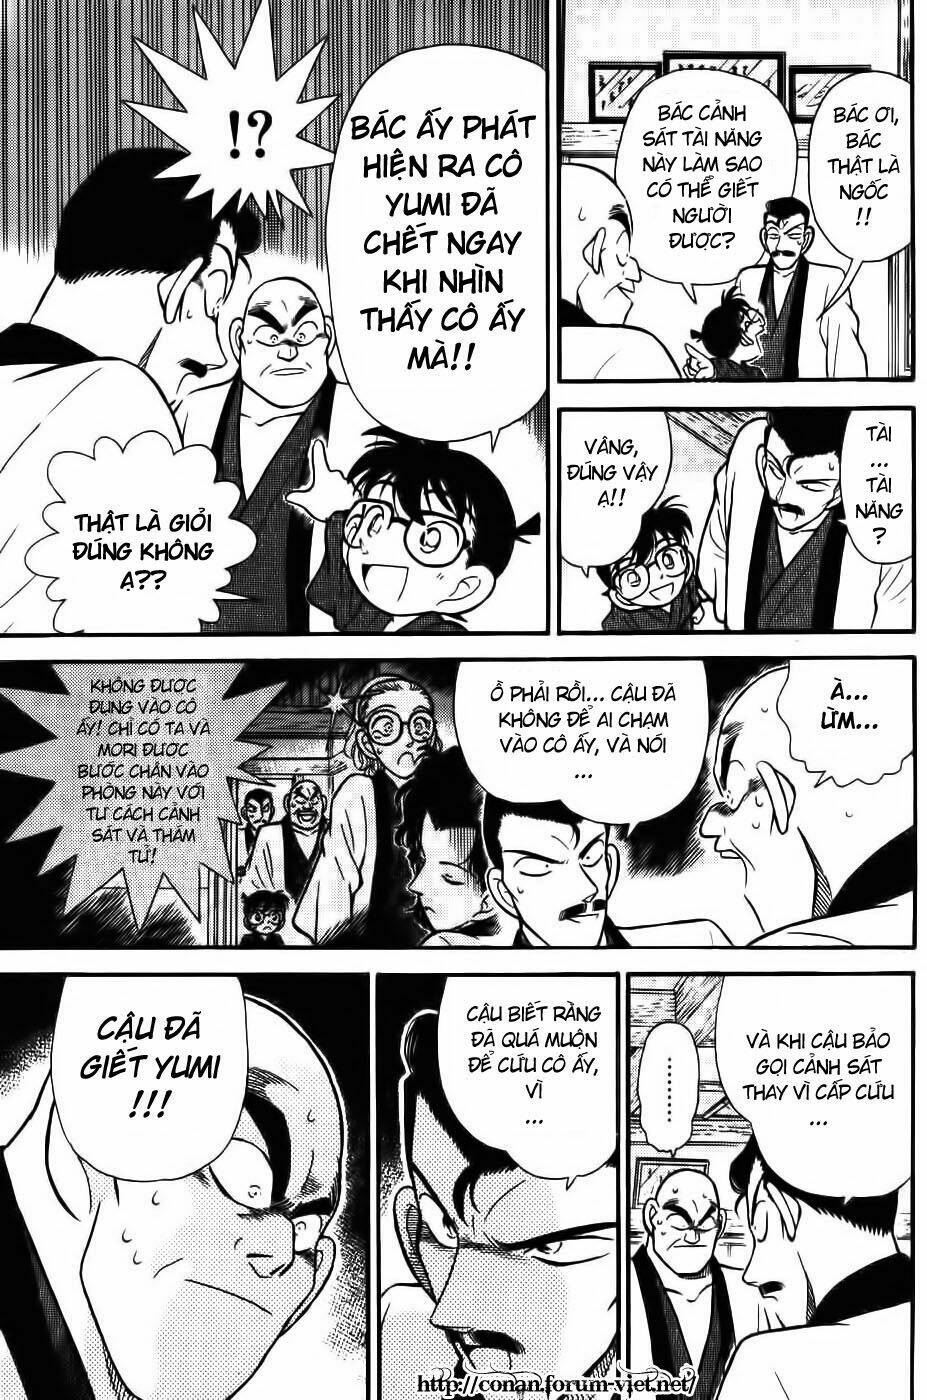 BÁC ƠI,
BÁC
THẬT LÀ
NGỐC
!!
BÁC CẢNH
SÁT TÀI NĂNG
NÀY LÀM SAO
CÓ THỂ GIẾT
NGƯỜI
ĐƯỢC?
TÀI
...
TÀI
NĂNG
?
VÂNG,
ĐÚNG VẬY
Ạ!!
BÁC ẤY PHÁT
HIỆN RA CÔ
YUMI ĐÃ
CHẾT NGAY
KHI NHÌN
THẤY CÔ ẤY
MÀ!!
!?
THẬT LÀ GIỎI
ĐÚNG KHÔNG
Ạ??
À...
ỪM...
Ồ PHẢI RỒI... CẬU ĐÃ
KHÔNG ĐỂ AI CHẠM
VÀO CÔ ẤY, VÀ NÓI
...
KHÔNG ĐƯỢC
ĐỤNG VÀO CÔ
ẤY! CHỈ CÓ TA VÀ
MORI ĐƯỢC
BƯỚC CHÂN VÀO
PHÒNG NÀY VỚI
TƯ CÁCH CẢNH
SÁT VÀ THÁM
TỬ!
VÀ KHI CẬU BẢO
GỌI CẢNH SÁT
THAY VÌ CẤP CỨU
...
.........
CẬU BIẾT RẰNG
ĐÃ QUÁ MUỘN
ĐỂ CỨU CÔ ẤY,
VÌ
...
CẬU ĐÃ
GIẾT YUMI
!!!
http://conan.forum-viet.net/